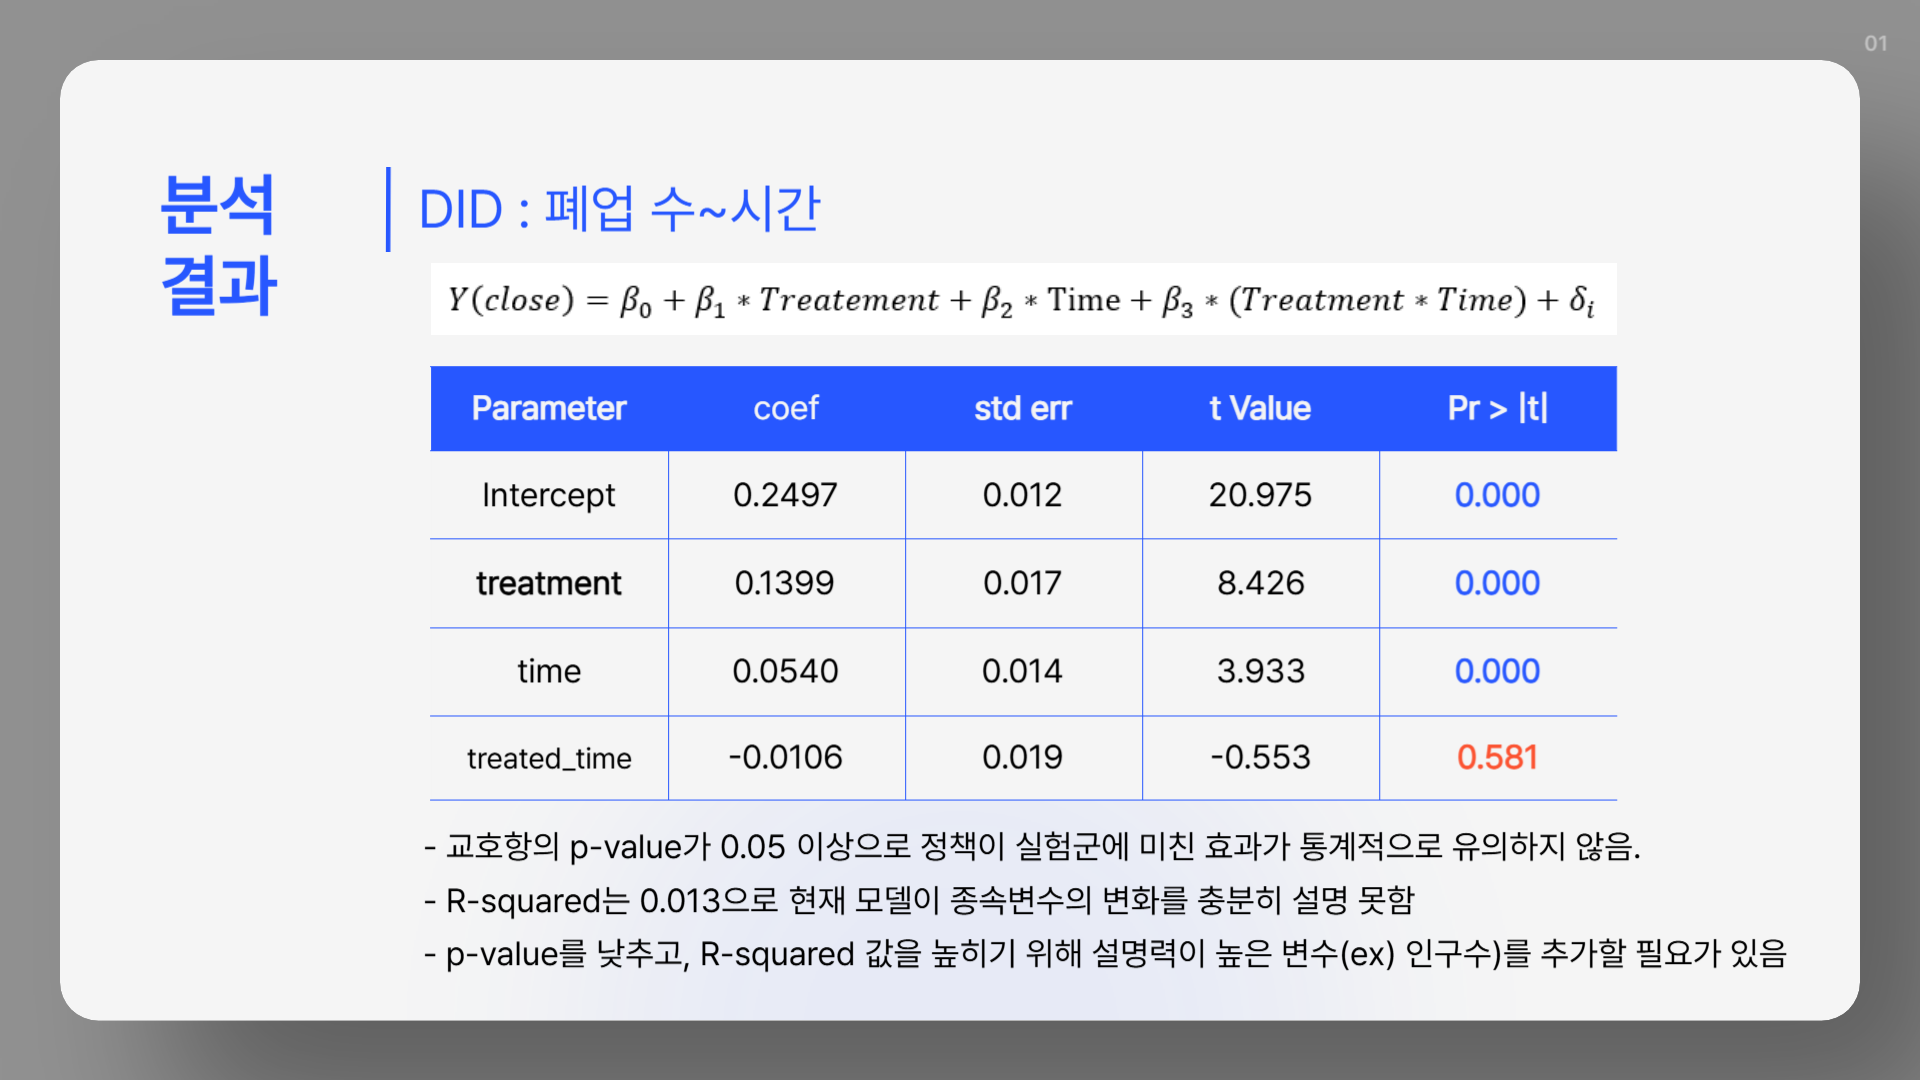 01
분석
결과
DID : 폐업 수~시간
Y(close) = β₀ + β₁ * Treatement + β₂ * Time + β₃ * (Treatment * Time) + δᵢ
Parameter coef std err t Value Pr > |t|
Intercept 0.2497 0.012 20.975 0.000
treatment 0.1399 0.017 8.426 0.000
time 0.0540 0.014 3.933 0.000
treated_time -0.0106 0.019 -0.553 0.581
- 교호항의 p-value가 0.05 이상으로 정책이 실험군에 미친 효과가 통계적으로 유의하지 않음.
- R-squared는 0.013으로 현재 모델이 종속변수의 변화를 충분히 설명 못함
- p-value를 낮추고, R-squared 값을 높히기 위해 설명력이 높은 변수(ex) 인구수)를 추가할 필요가 있음